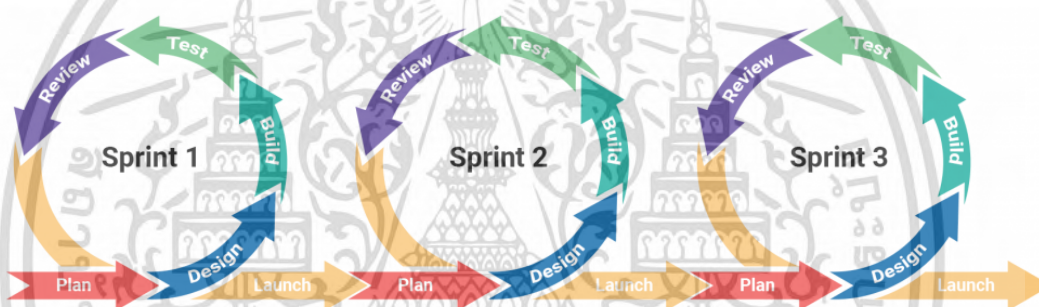 Test
Review
Build
Sprint 1
Design
Plan
Launch
Test
Review
Build
Sprint 2
Design
Plan
Launch
Test
Review
Build
Sprint 3
Design
Plan
Launch